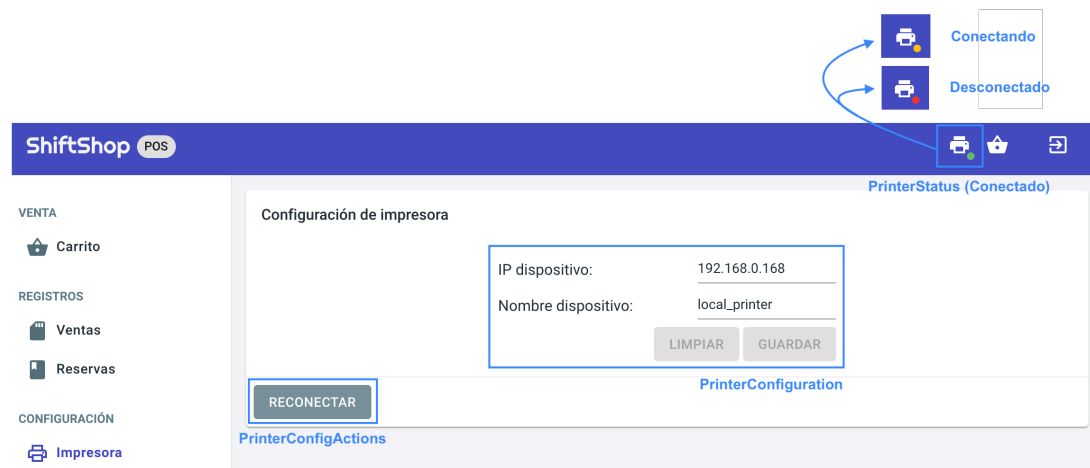 Conectando
Desconectado
ShiftShop POS
PrinterStatus (Conectado)
VENTA
Carrito
REGISTROS
Ventas
Reservas
CONFIGURACIÓN
Impresora
Configuración de impresora
IP dispositivo: 192.168.0.168
Nombre dispositivo: local_printer
LIMPIAR GUARDAR
PrinterConfiguration
RECONECTAR
PrinterConfigActions